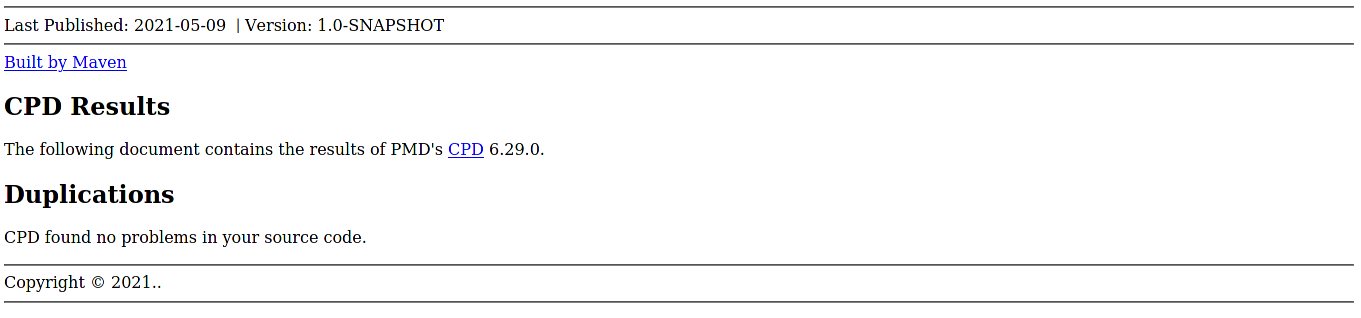 Last Published: 2021-05-09 | Version: 1.0-SNAPSHOT
Built by Maven
CPD Results
The following document contains the results of PMD's CPD 6.29.0.
Duplications
CPD found no problems in your source code.
Copyright © 2021..